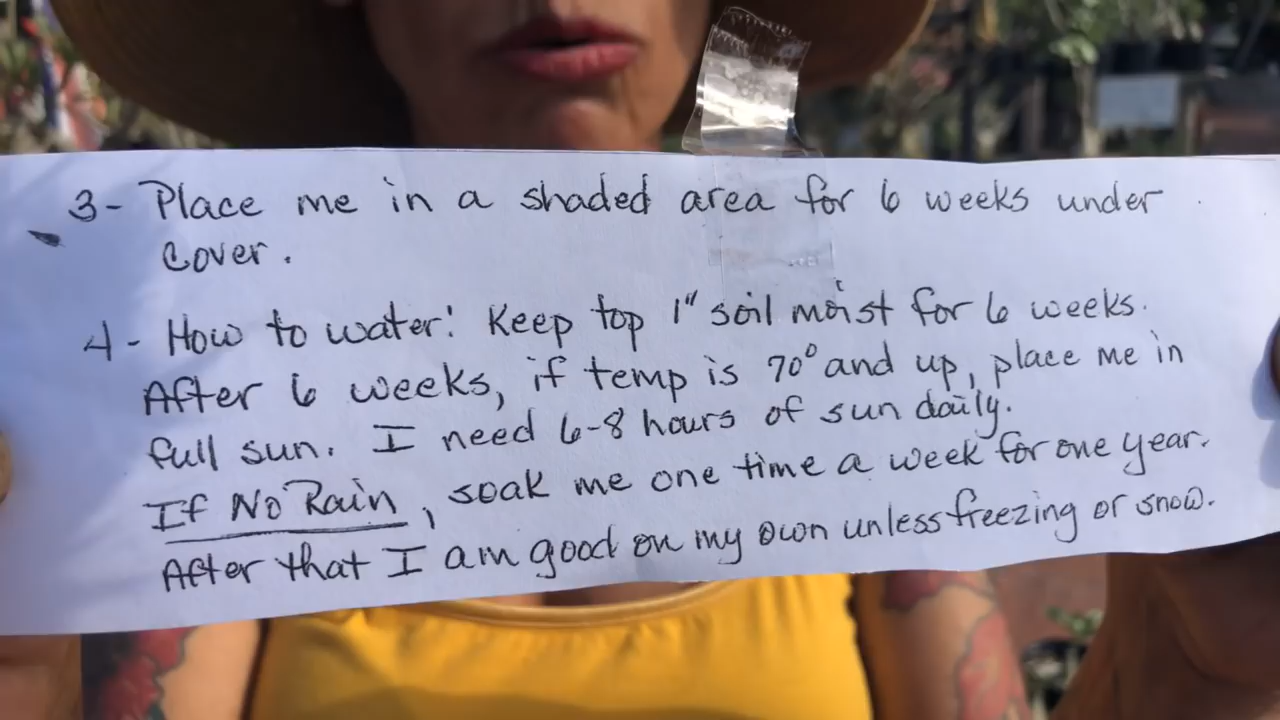 3- Place me in a shaded area for 6 weeks under
cover.
4- How to water: Keep top 1" soil moist for 6 weeks.
After 6 weeks, if temp is 70° and up, place me in
full sun. I need 6-8 hours of sun daily.
If No Rain, soak me one time a week for one year.
After that I am good on my own unless freezing or snow.